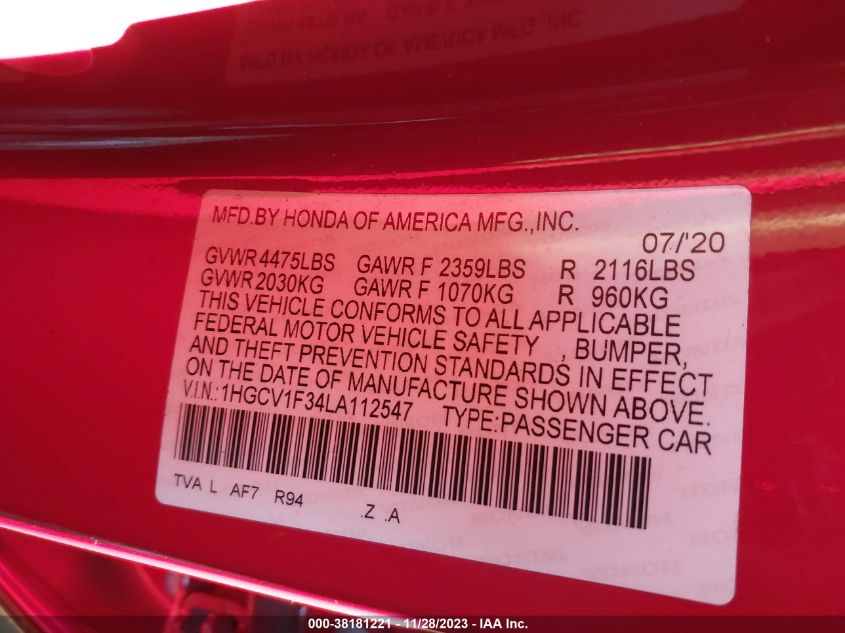 MFD.BY HONDA OF AMERICA MFG.,INC.
07/'20
GVWR 4475LBS GAWR F 2359LBS R 2116LBS
GVWR 2030KG GAWR F 1070KG R 960KG
THIS VEHICLE CONFORMS TO ALL APPLICABLE
FEDERAL MOTOR VEHICLE SAFETY , BUMPER,
AND THEFT PREVENTION STANDARDS IN EFFECT
ON THE DATE OF MANUFACTURE SHOWN ABOVE.
V.I.N.:1HGCV1F34LA112547 TYPE:PASSENGER CAR
TVA L AF7 R94 .Z .A
000-38181221 - 11/28/2023 - IAA Inc.